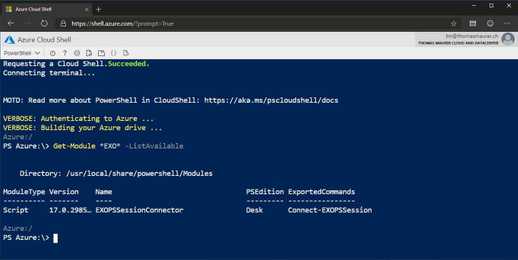 Azure Cloud Shell
https://shell.azure.com/?prompt=True
Azure Cloud Shell
tm@thomasmaurer.ch
THOMAS MAURER CLOUD AND DATACENTER
PowerShell
Requesting a Cloud Shell.Succeeded.
Connecting terminal...
MOTD: Read more about PowerShell in CloudShell: https://aka.ms/pscloudshell/docs
VERBOSE: Authenticating to Azure ...
VERBOSE: Building your Azure drive ...
Azure:/
PS Azure:\> Get-Module *EXO* -ListAvailable
Directory: /usr/local/share/powershell/Modules
ModuleType Version Name PSEdition ExportedCommands
---------- ------- ---- --------- ----------------
Script 17.0.2985… EXOPSSessionConnector Desk Connect-EXOPSSession
Azure:/
PS Azure:\>